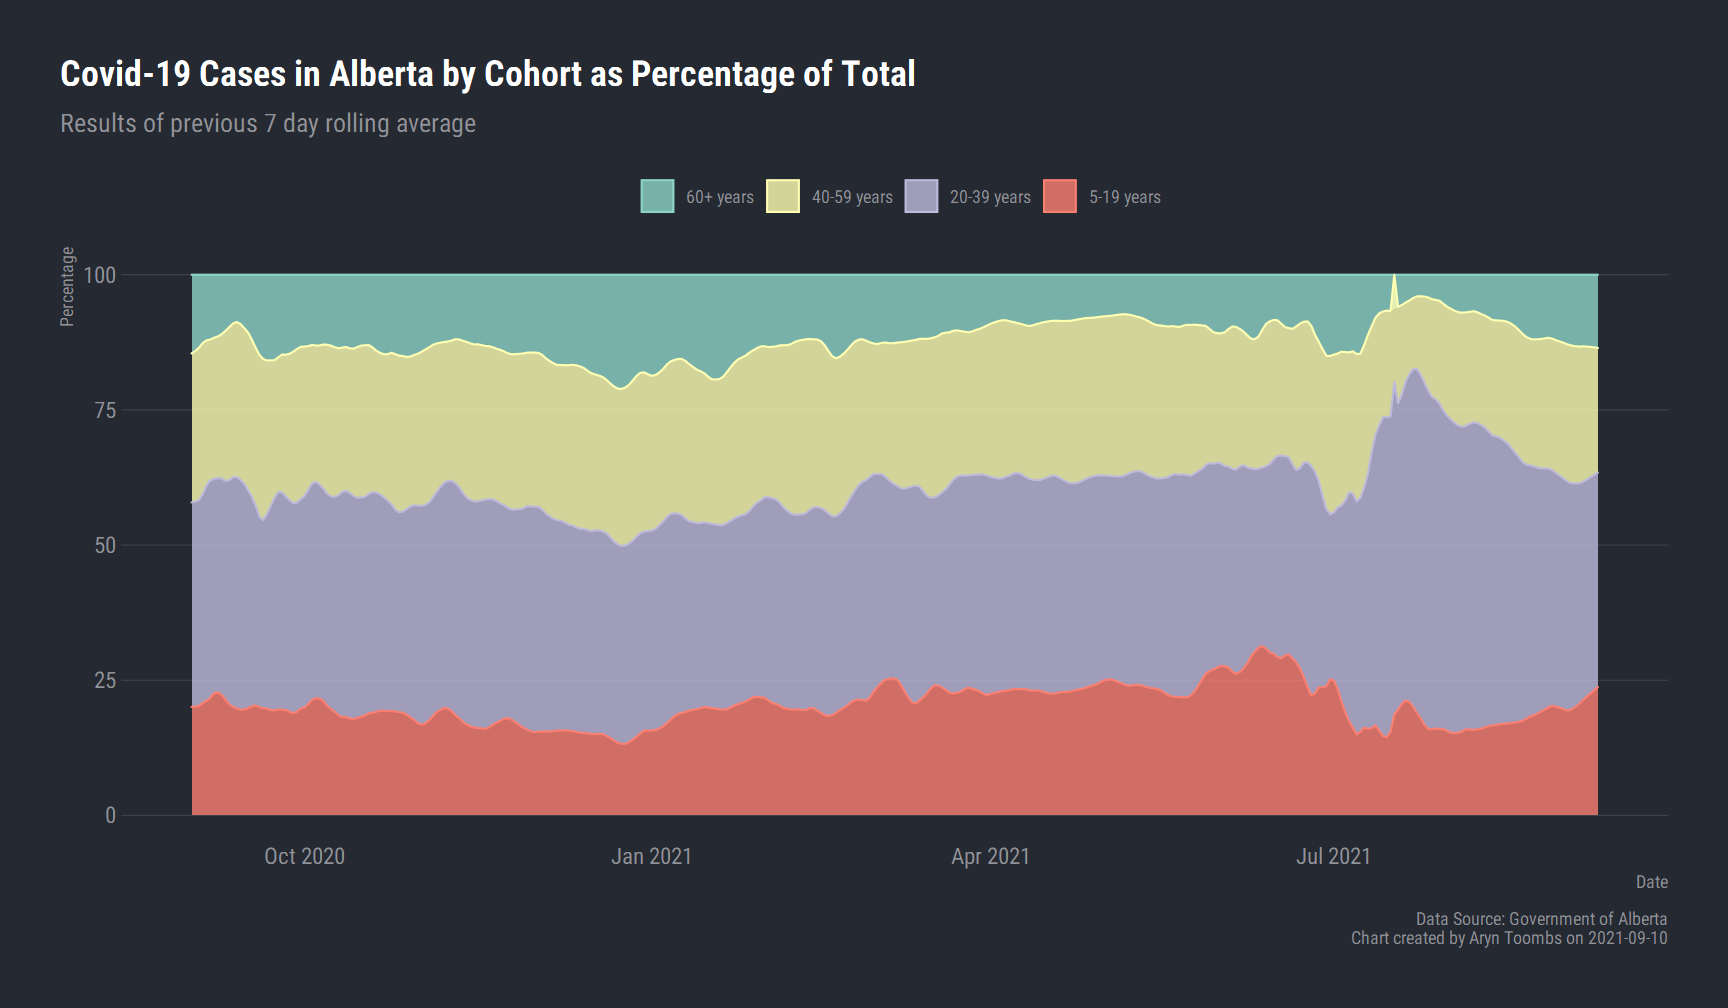 Covid-19 Cases in Alberta by Cohort as Percentage of Total
Results of previous 7 day rolling average
60+ years 40-59 years 20-39 years 5-19 years
Percentage
100
75
50
25
0
Oct 2020 Jan 2021 Apr 2021 Jul 2021
Date
Data Source: Government of Alberta
Chart created by Aryn Toombs on 2021-09-10